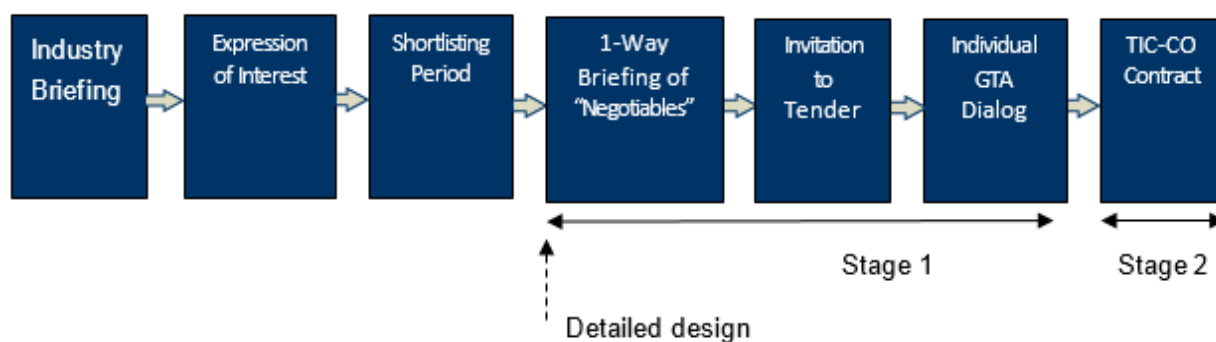 Industry
Briefing
Expression
of Interest
Shortlisting
Period
1-Way
Briefing of
“Negotiables”
Invitation
to
Tender
Individual
GTA
Dialog
TIC-CO
Contract
Stage 1
Stage 2
Detailed design